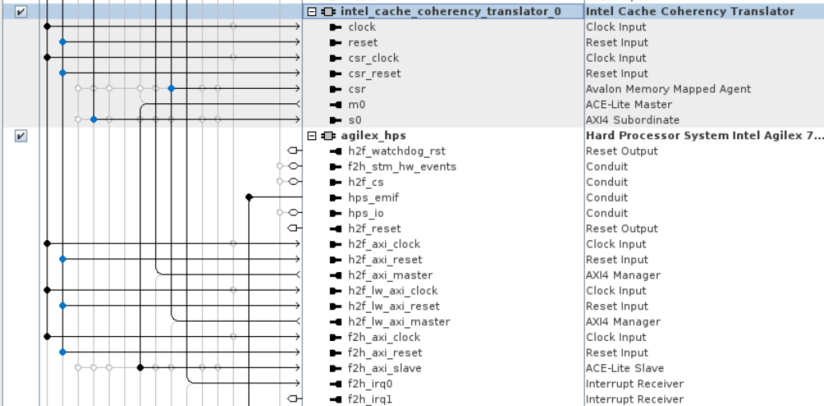 intel_cache_coherency_translator_0 Intel Cache Coherency Translator
clock Clock Input
reset Reset Input
csr_clock Clock Input
csr_reset Reset Input
csr Avalon Memory Mapped Agent
m0 ACE-Lite Master
s0 AXI4 Subordinate
agilex_hps Hard Processor System Intel Agilex 7...
h2f_watchdog_rst Reset Output
f2h_stm_hw_events Conduit
h2f_cs Conduit
hps_emif Conduit
hps_io Conduit
h2f_reset Reset Output
h2f_axi_clock Clock Input
h2f_axi_reset Reset Input
h2f_axi_master AXI4 Manager
h2f_lw_axi_clock Clock Input
h2f_lw_axi_reset Reset Input
h2f_lw_axi_master AXI4 Manager
f2h_axi_clock Clock Input
f2h_axi_reset Reset Input
f2h_axi_slave ACE-Lite Slave
f2h_irq0 Interrupt Receiver
f2h_irq1 Interrupt Receiver